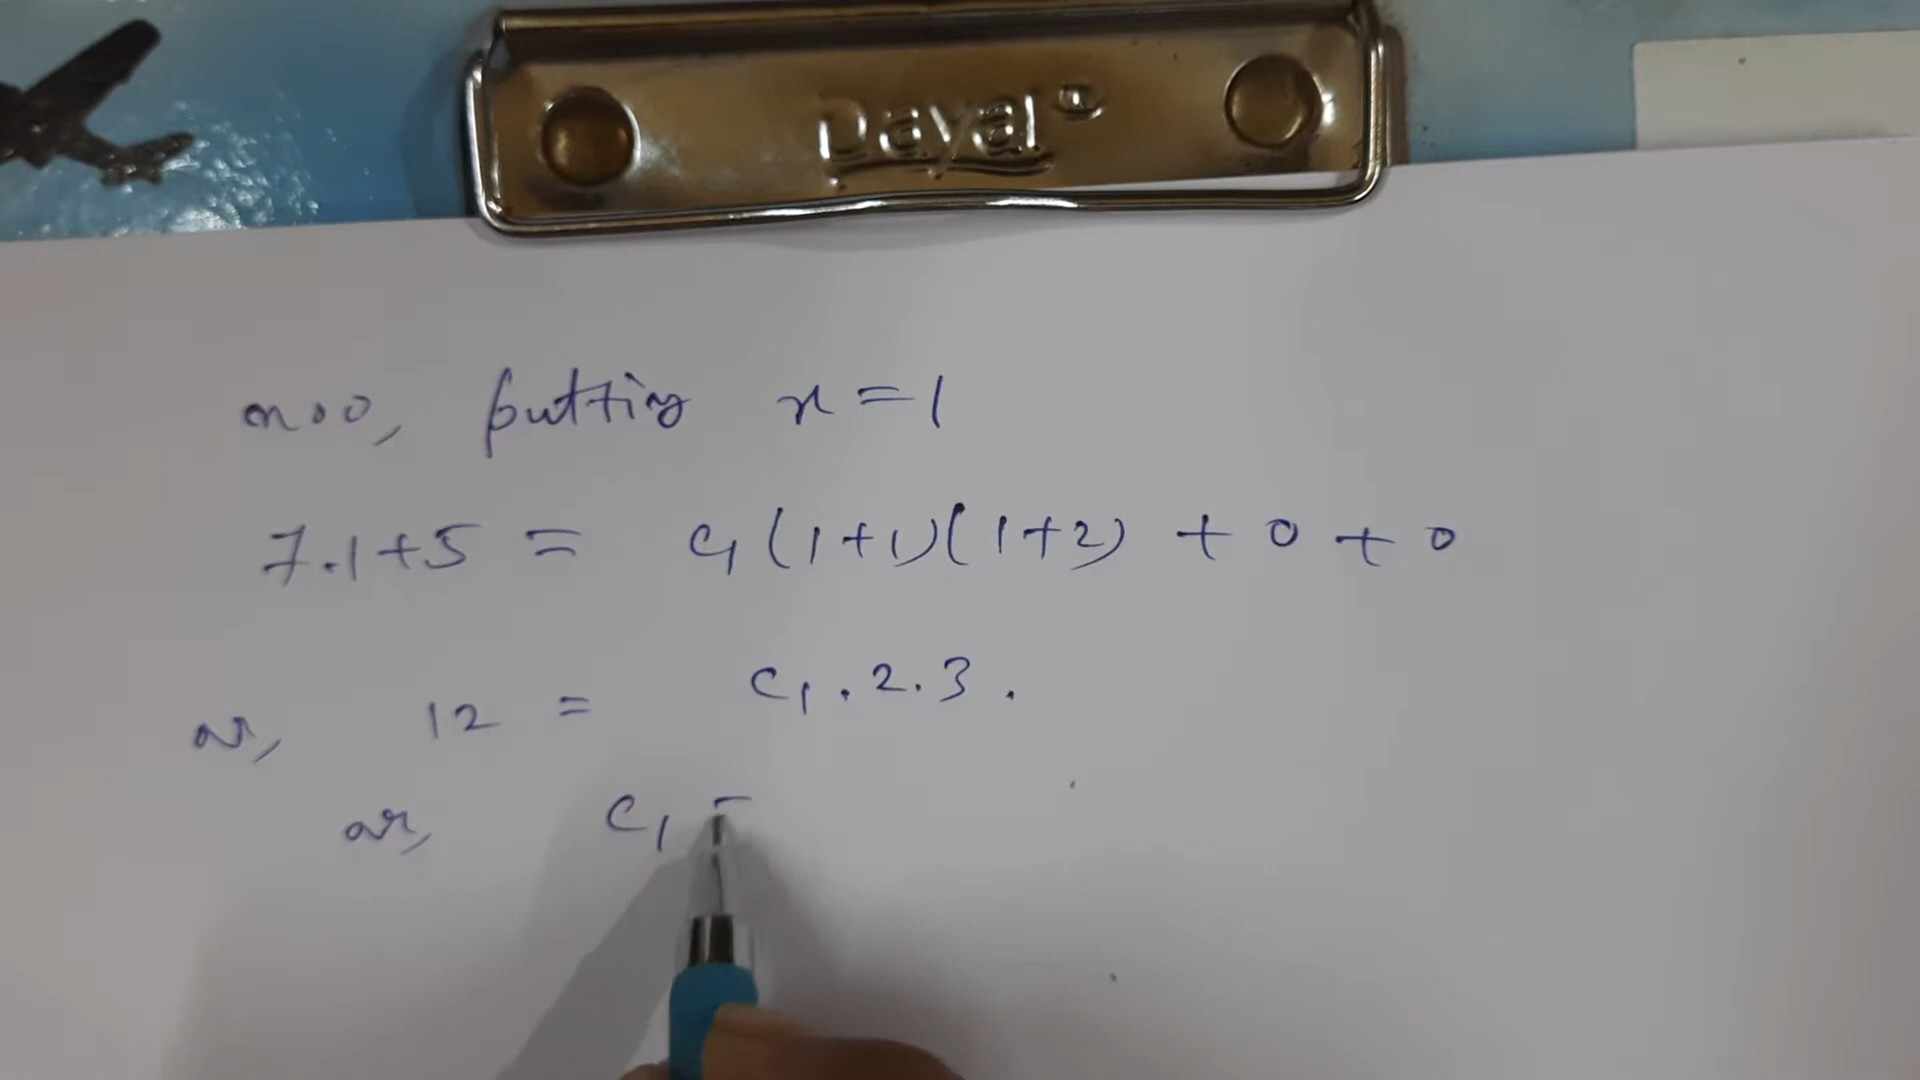 Dayal
now, putting x=1
7.1+5 = C1(1+1)(1+2) + 0 + 0
or, 12 = C1.2.3.
or, C1 =